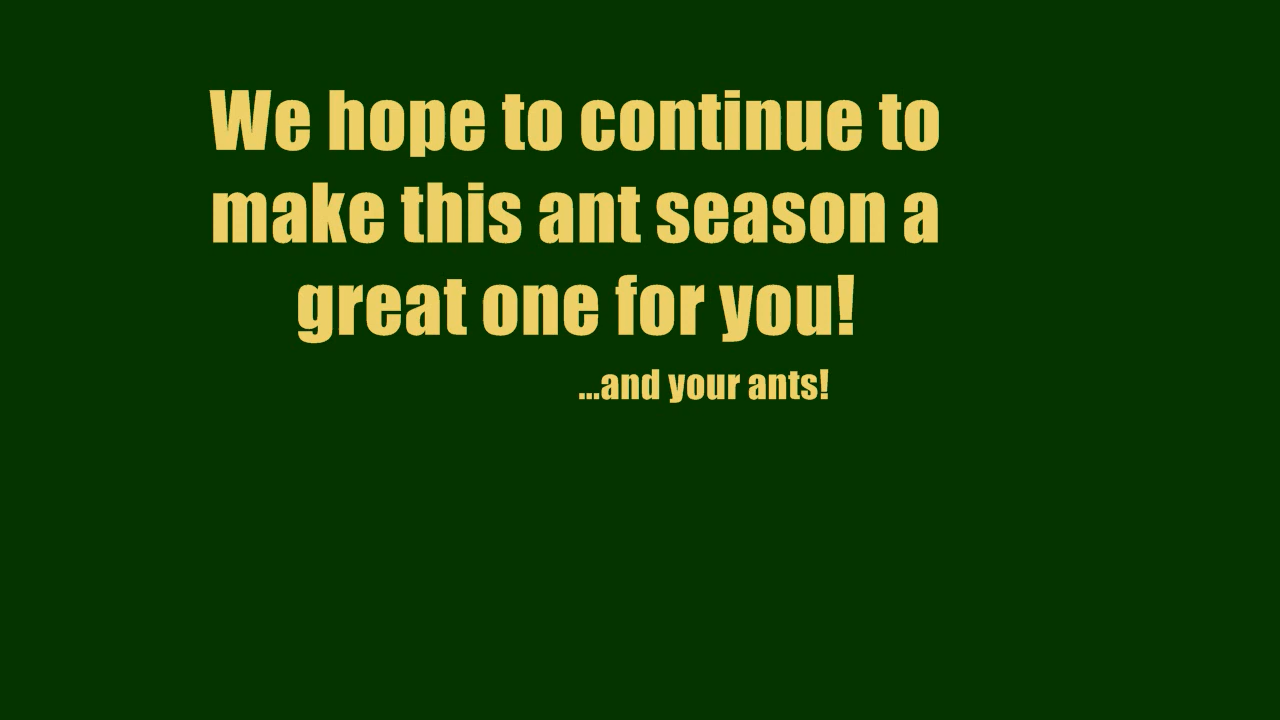 We hope to continue to
make this ant season a
great one for you!
...and your ants!